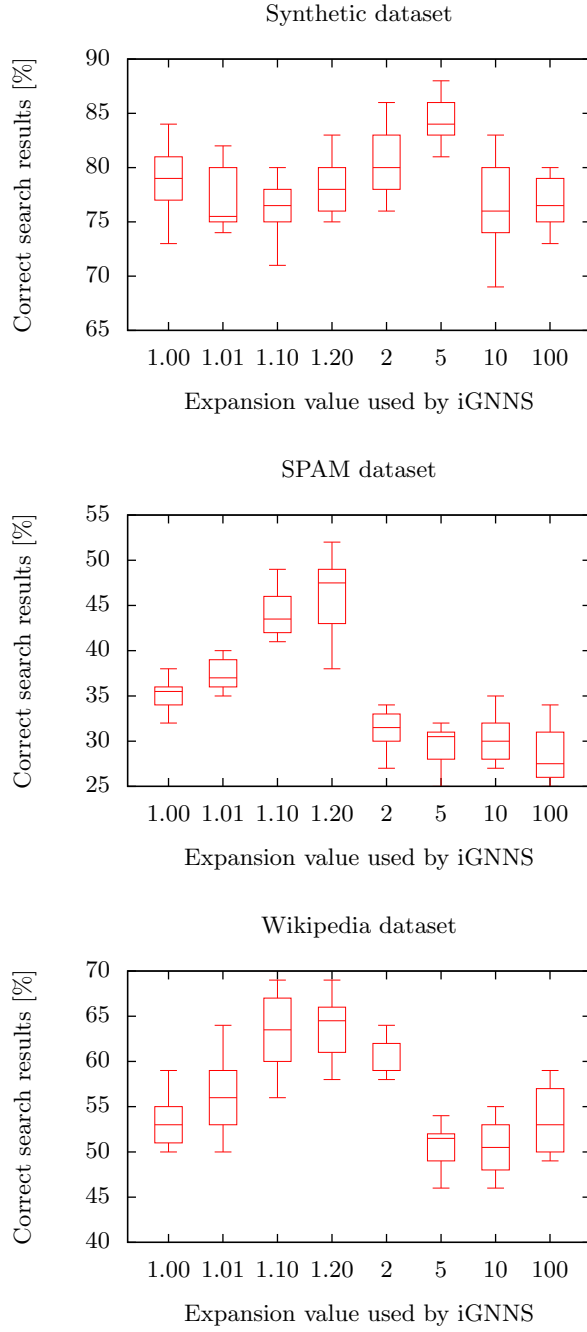 Synthetic dataset
Correct search results [%]
90
85
80
75
70
65
1.00 1.01 1.10 1.20 2 5 10 100
Expansion value used by iGNNS
SPAM dataset
Correct search results [%]
55
50
45
40
35
30
25
1.00 1.01 1.10 1.20 2 5 10 100
Expansion value used by iGNNS
Wikipedia dataset
Correct search results [%]
70
65
60
55
50
45
40
1.00 1.01 1.10 1.20 2 5 10 100
Expansion value used by iGNNS